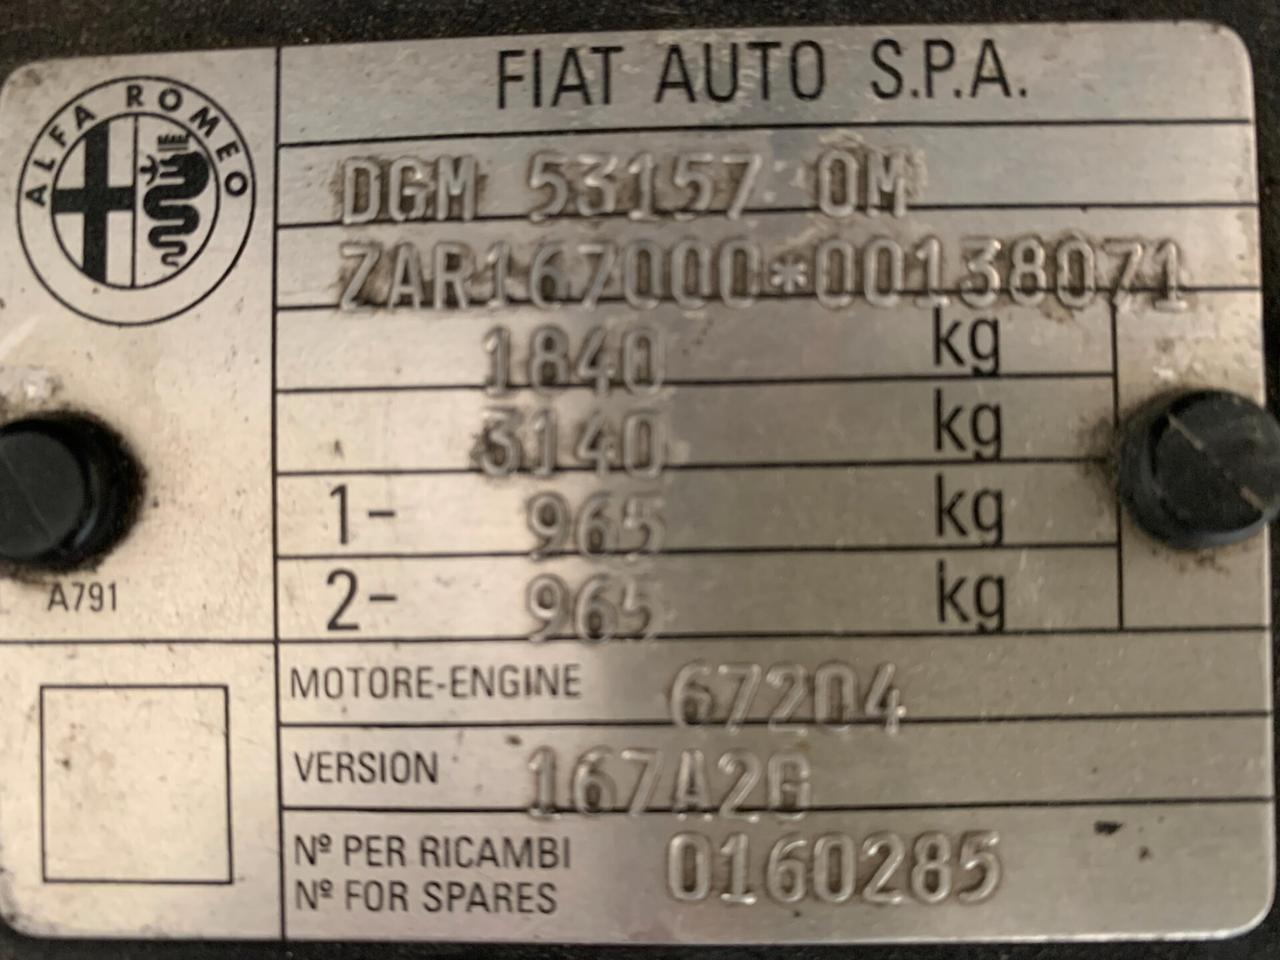 ALFA ROMEO
FIAT AUTO S.P.A.
DGM 53157 OM
ZAR167000*00138071
1840 kg
3140 kg
1- 965 kg
2- 965 kg
A791
MOTORE-ENGINE 67204
VERSION 167A2G
Nº PER RICAMBI
Nº FOR SPARES 0160285